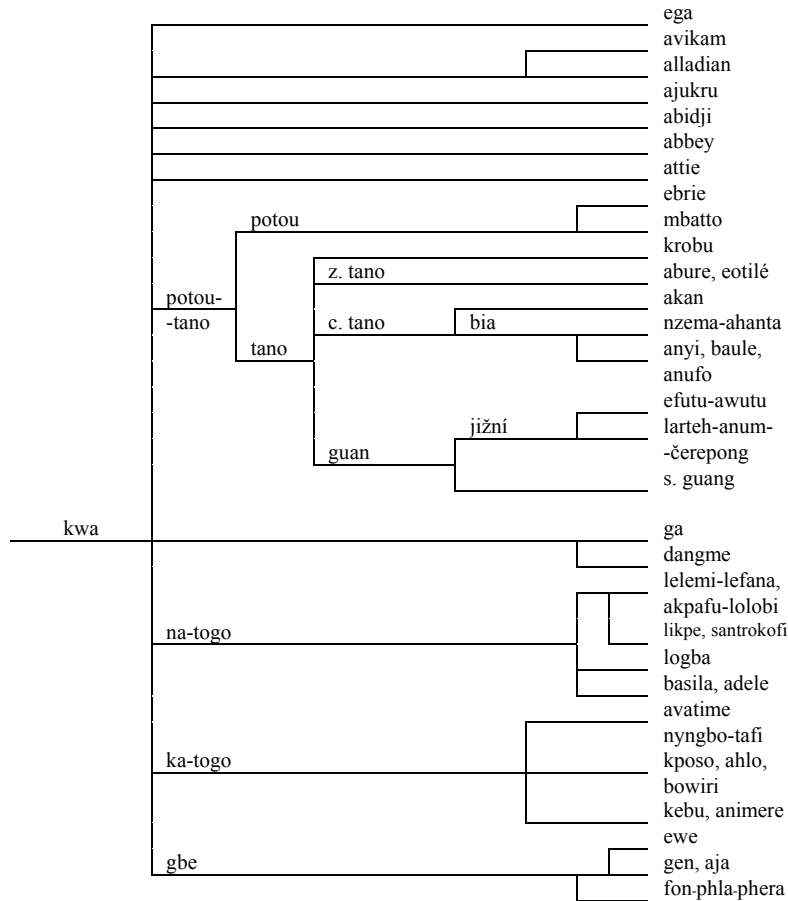 ega
avikam
alladian
ajukru
abidji
abbey
attie
ebrie
potou mbatto
krobu
z. tano abure, eotilé
potou- akan
-tano c. tano bia nzema-ahanta
tano anyi, baule,
anufo
efutu-awutu
jižní larteh-anum-
guan -čerepong
s. guang
kwa ga
dangme
lelemi-lefana,
akpafu-lolobi
na-togo likpe, santrokofi
logba
basila, adele
avatime
nyngbo-tafi
ka-togo kposo, ahlo,
bowiri
kebu, animere
ewe
gbe gen, aja
fon-phla-phera